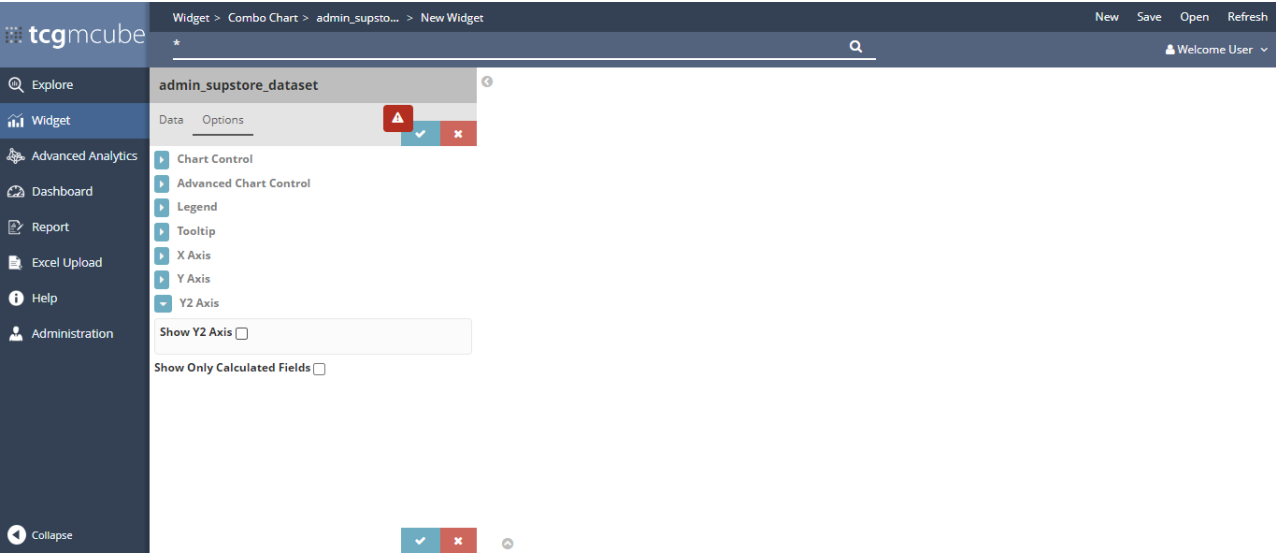 tcgmcube
Widget > Combo Chart > admin_supsto... > New Widget
New Save Open Refresh
*
Welcome User
Explore
Widget
Advanced Analytics
Dashboard
Report
Excel Upload
Help
Administration
Collapse
admin_supstore_dataset
Data Options
Chart Control
Advanced Chart Control
Legend
Tooltip
X Axis
Y Axis
Y2 Axis
Show Y2 Axis
Show Only Calculated Fields